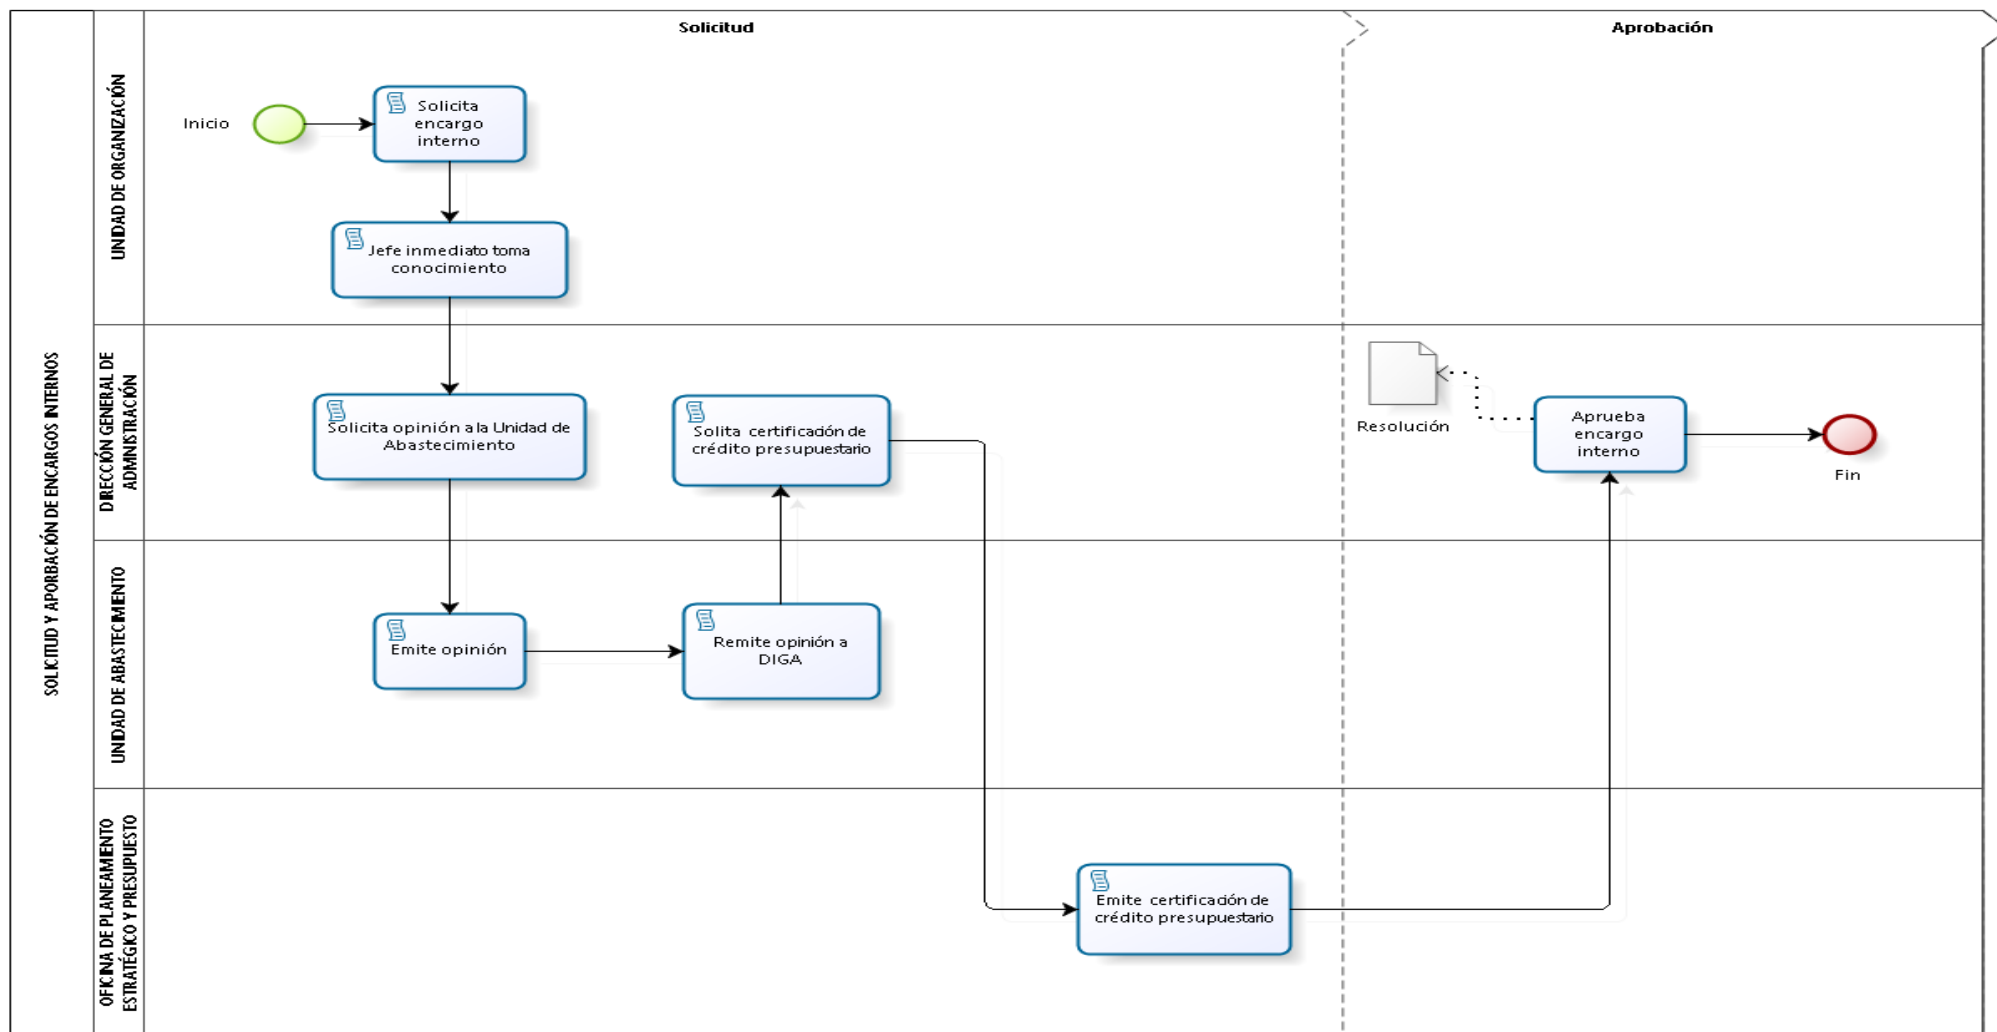 Solicitud
Aprobación
SOLICITUD Y APORBACIÓN DE ENCARGOS INTERNOS
UNIDAD DE ORGANIZACIÓN
Inicio
Solicita
encargo
interno
Jefe inmediato toma
conocimiento
DIRECCIÓN GENERAL DE
ADMINISTRACIÓN
Solicita opinión a la Unidad de
Abastecimiento
Solita certificación de
crédito presupuestario
Resolución
Aprueba
encargo
interno
Fin
UNIDAD DE ABASTECIMIENTO
Emite opinión
Remite opinión a
DIGA
OFICINA DE PLANEAMIENTO
ESTRATÉGICO Y PRESUPUESTO
Emite certificación de
crédito presupuestario